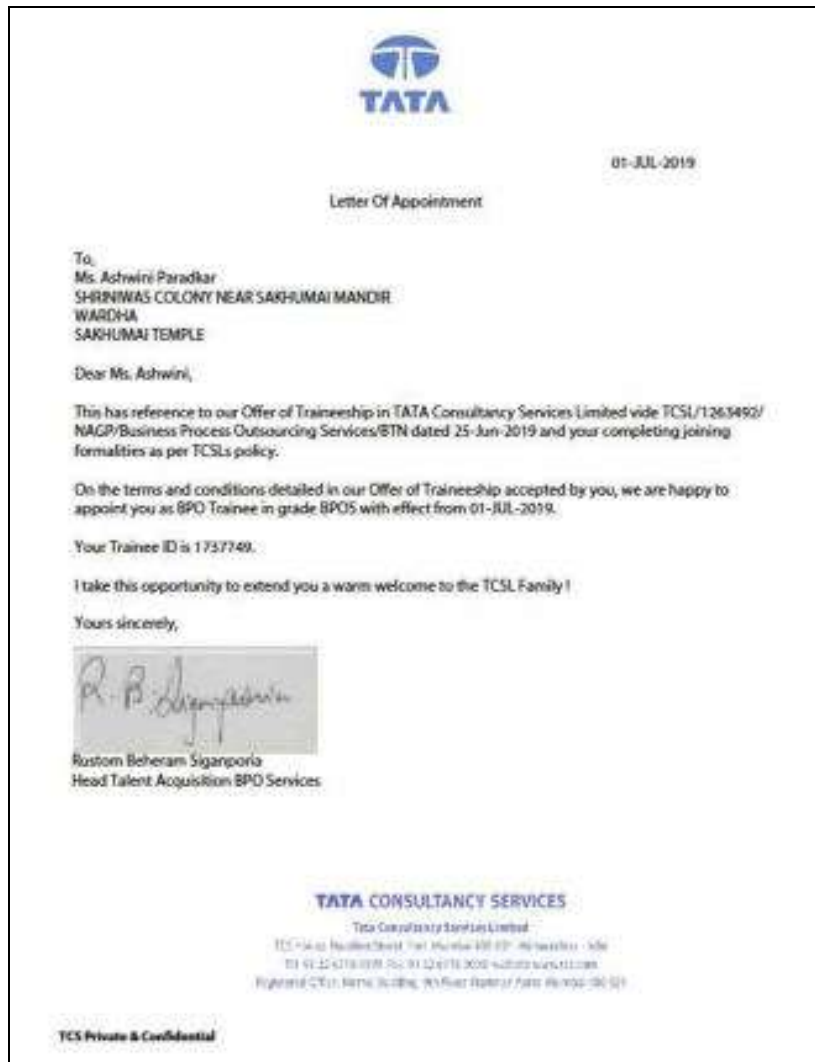 TATA
01-JUL-2019
Letter Of Appointment
To,
Ms. Ashwini Paradkar
SHRINIWAS COLONY NEAR SAKHUMAI MANDIR
WARDHA
SAKHUMAI TEMPLE
Dear Ms. Ashwini,
This has reference to our Offer of Traineeship in TATA Consultancy Services Limited vide TCSL/1263492/
NAGP/Business Process Outsourcing Services/BTN dated 25-Jun-2019 and your completing joining
formalities as per TCSLs policy.
On the terms and conditions detailed in our Offer of Traineeship accepted by you, we are happy to
appoint you as BPO Trainee in grade BPO5 with effect from 01-JUL-2019.
Your Trainee ID is 1737749.
I take this opportunity to extend you a warm welcome to the TCSL Family !
Yours sincerely,
R. B. Siganporia
Rustom Beheram Siganporia
Head Talent Acquisition BPO Services
TATA CONSULTANCY SERVICES
Tata Consultancy Services Limited
TCS Private & Confidential